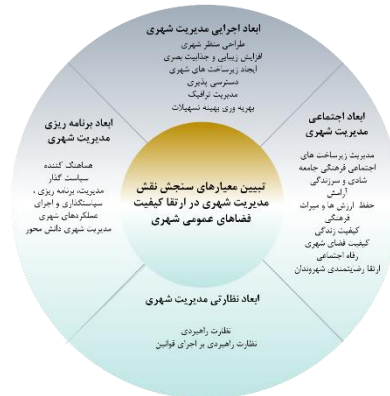 ابعاد اجرایی مدیریت شهری
طراحی منظر شهری
افزایش زیبایی و جذابیت بصری
ایجاد زیرساخت های شهری
دسترسی پذیری
مدیریت ترافیک
بهره وری بهینه تسهیلات
ابعاد اجتماعی
مدیریت شهری
مدیریت زیرساخت های
اجتماعی فرهنگی جامعه
شادی و سرزندگی
آرامش
حفظ ارزش ها و میراث
فرهنگی
کیفیت زندگی
کیفیت فضای شهری
رفاه اجتماعی
ارتقا رضایتمندی شهروندان
تبیین معیارهای سنجش نقش
مدیریت شهری در ارتقا کیفیت
فضاهای عمومی شهری
ابعاد برنامه ریزی
مدیریت شهری
هماهنگ کننده
سیاست گذار
مدیریت، برنامه ریزی ،
سیاستگذاری و اجرای
عملکردهای شهری
مدیریت شهری دانش محور
ابعاد نظارتی مدیریت شهری
نظارت راهبردی
نظارت راهبردی بر اجرای قوانین